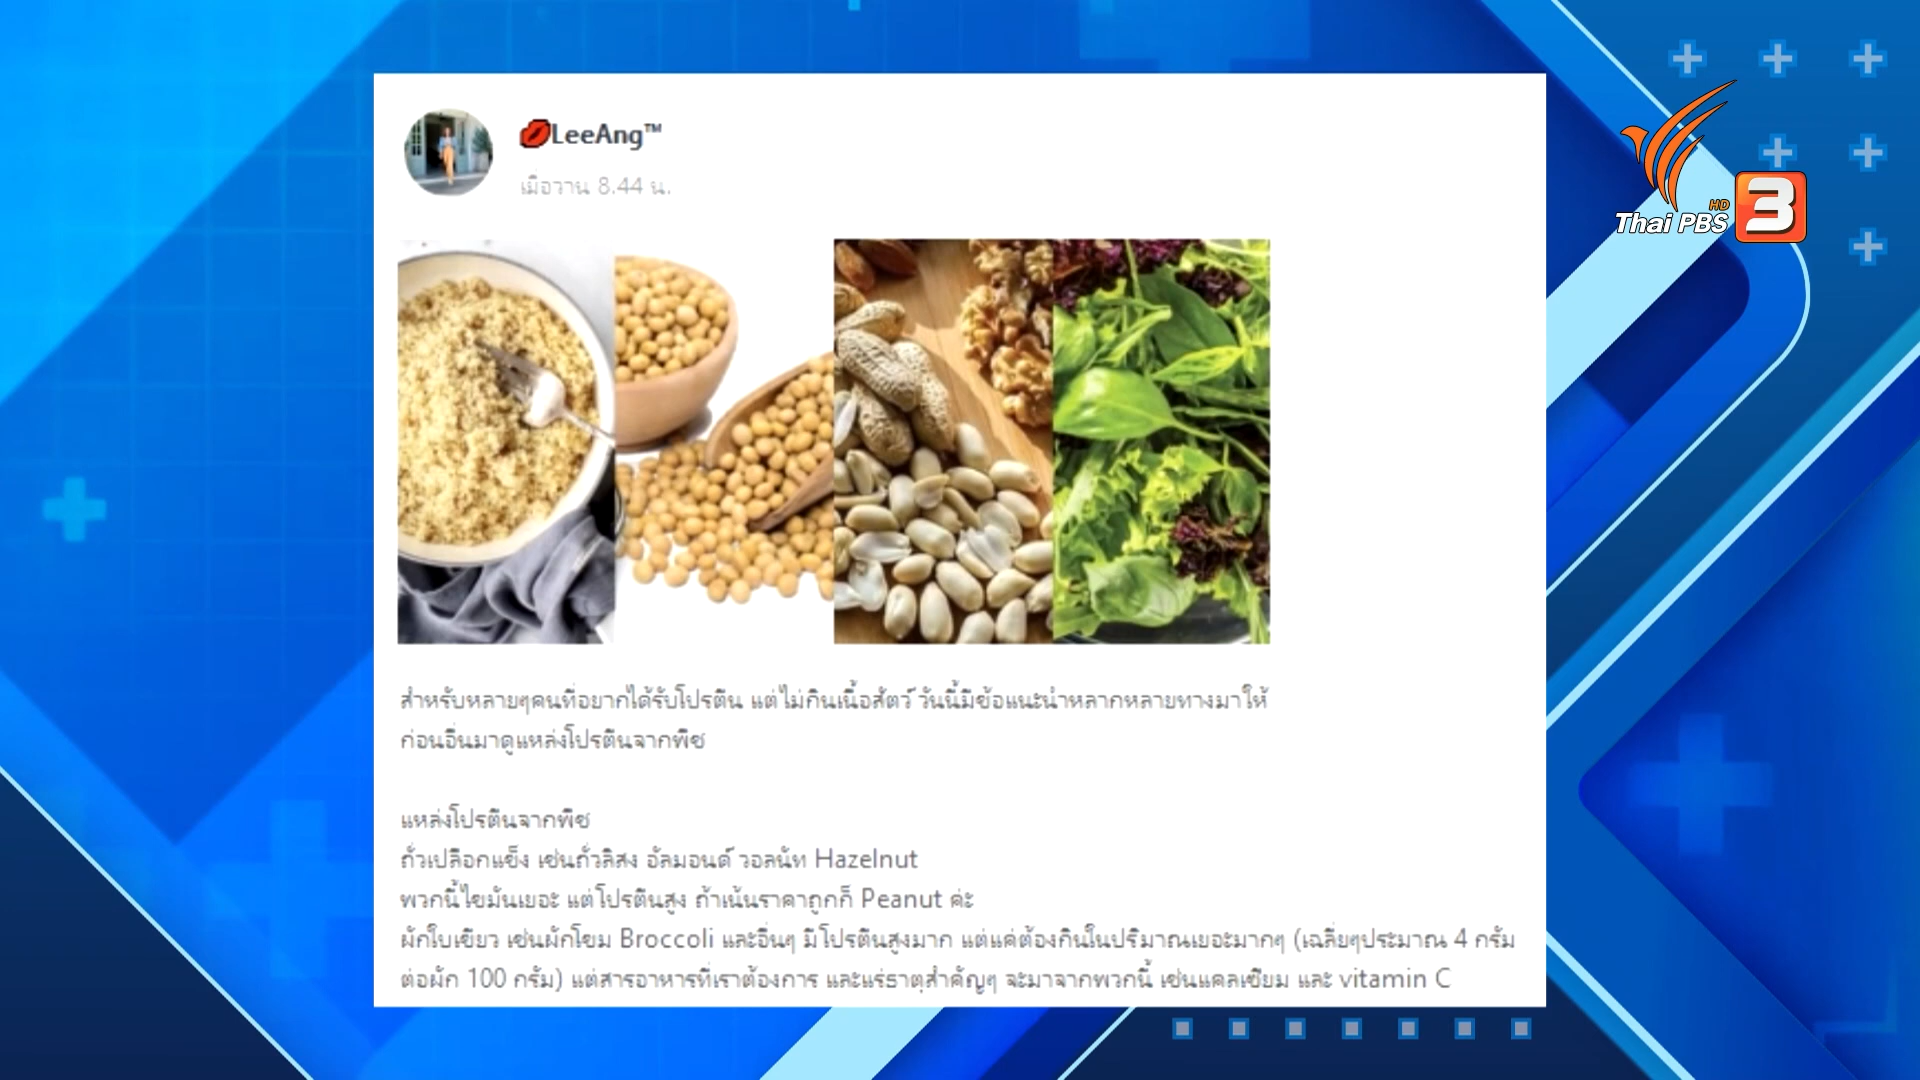 💋LeeAng™
เมื่อวาน 8.44 น.
HD
Thai PBS 3
สำหรับหลายๆคนที่อยากได้รับโปรตีน แต่ไม่กินเนื้อสัตว์ วันนี้มีข้อแนะนำหลากหลายทางมาให้
ก่อนอื่นมาดูแหล่งโปรตีนจากพืช
แหล่งโปรตีนจากพืช
ถั่วเปลือกแข็ง เช่นถั่วลิสง อัลมอนด์ วอลนัท Hazelnut
พวกนี้ไขมันเยอะ แต่โปรตีนสูง ถ้าเน้นราคาถูกก็ Peanut ค่ะ
ผักใบเขียว เช่นผักโขม Broccoli และอื่นๆ มีโปรตีนสูงมาก แต่แค่ต้องกินในปริมาณเยอะมากๆ (เฉลี่ยๆประมาณ 4 กรัม
ต่อผัก 100 กรัม) แต่สารอาหารที่เราต้องการ และแร่ธาตุสำคัญๆ จะมาจากพวกนี้ เช่นแคลเซียม และ vitamin C